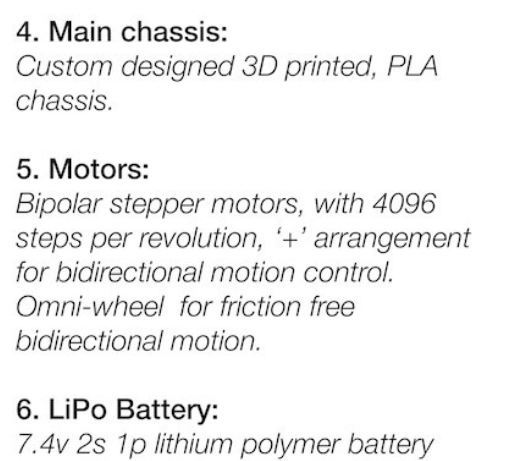 4. Main chassis:
Custom designed 3D printed, PLA
chassis.
5. Motors:
Bipolar stepper motors, with 4096
steps per revolution, ‘+’ arrangement
for bidirectional motion control.
Omni-wheel  for friction free
bidirectional motion.
6. LiPo Battery:
7.4v 2s 1p lithium polymer battery